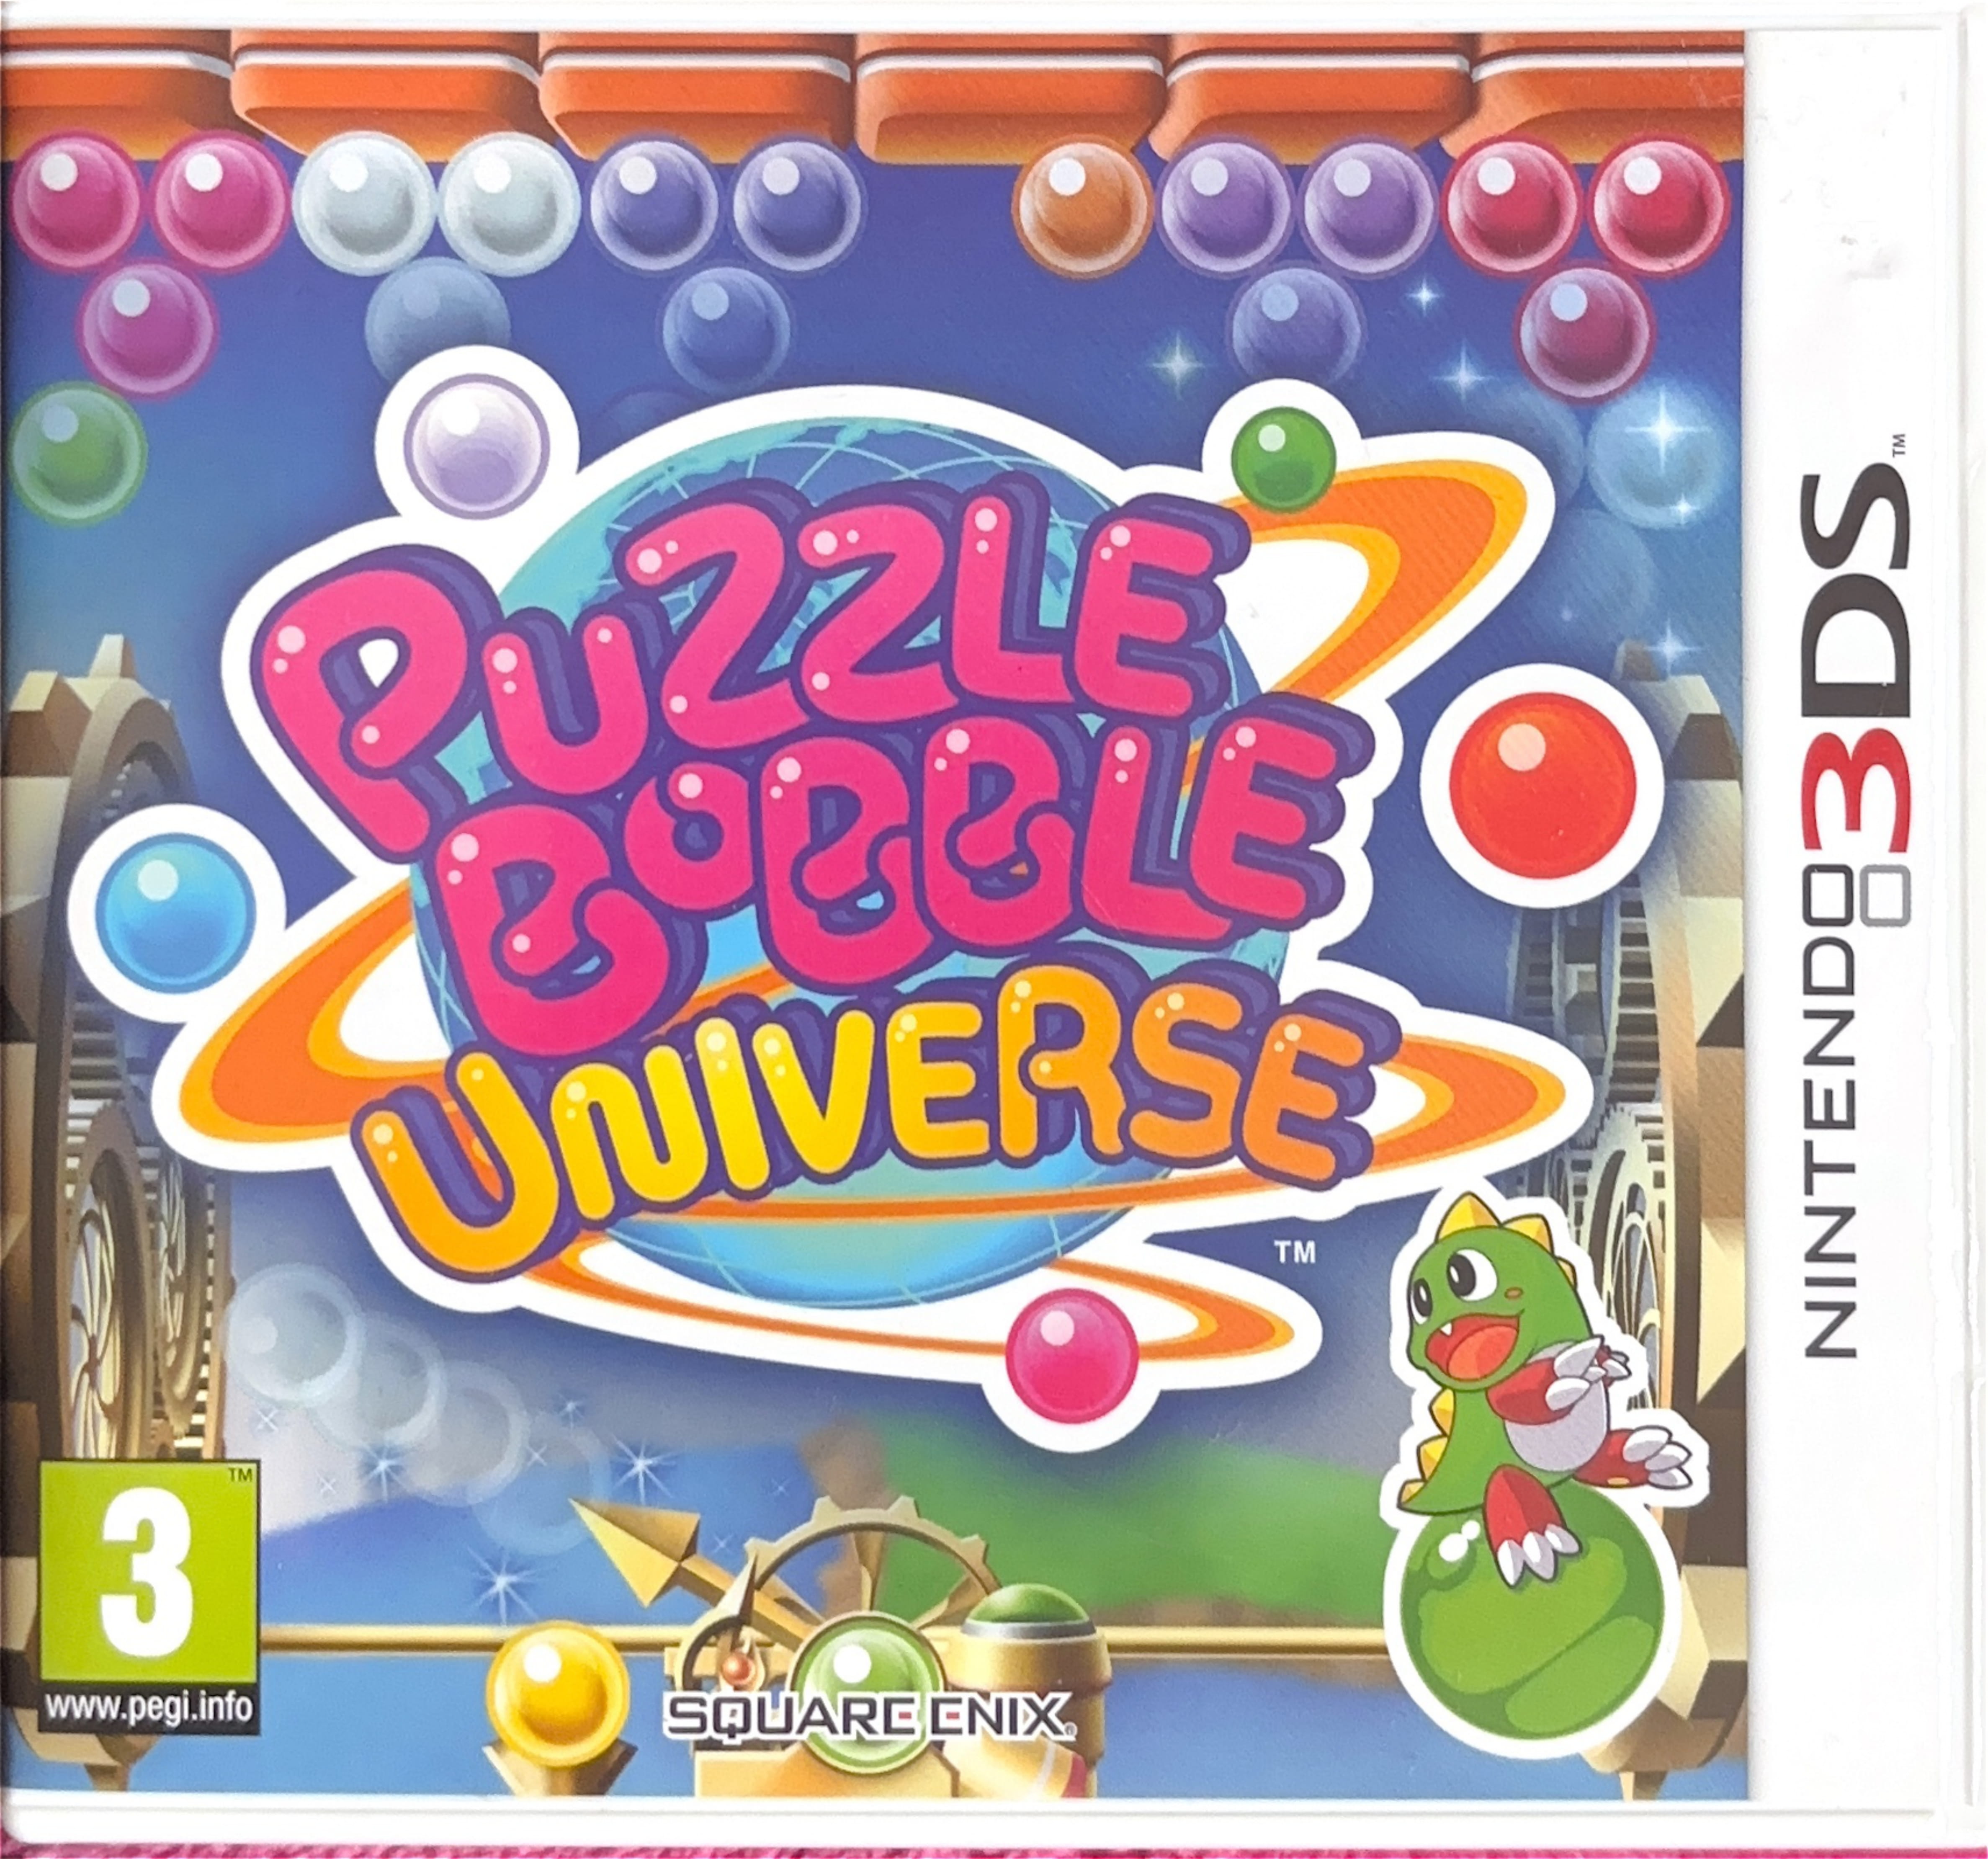 PUZZLE
BOBBLE
UNIVERSE
TM
NINTENDO 3DS TM
3 TM
www.pegi.info
SQUARE ENIX®